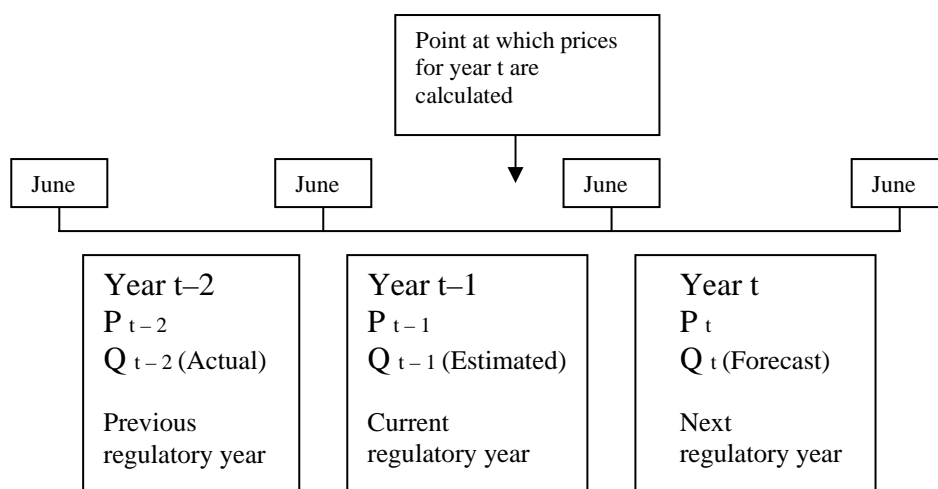 Point at which prices
for year t are
calculated
June
June
June
June
Year t–2
P t – 2
Q t – 2 (Actual)
Previous
regulatory year
Year t–1
P t – 1
Q t – 1 (Estimated)
Current
regulatory year
Year t
P t
Q t (Forecast)
Next
regulatory year